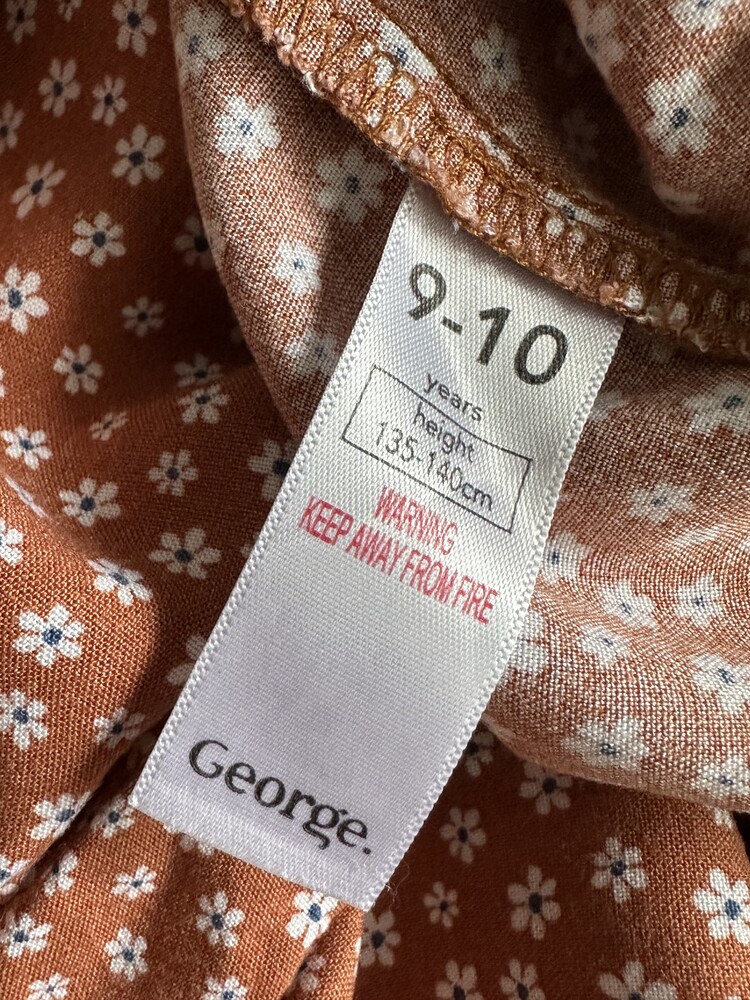 9-10
years
height
135-140cm
WARNING
KEEP AWAY FROM FIRE
George.